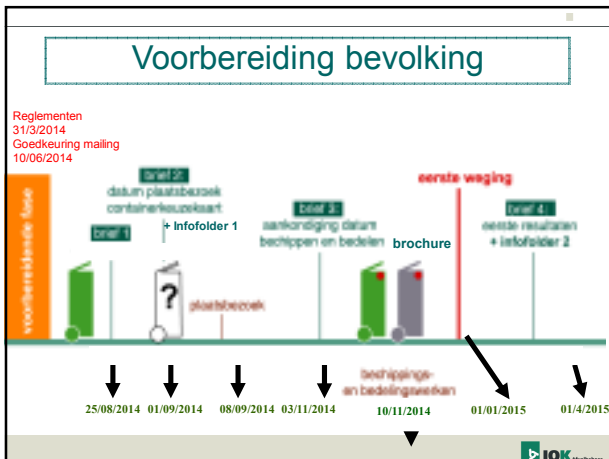 Voorbereiding bevolking
Reglementen
31/3/2014
Goedkeuring mailing
10/06/2014
voorbereidende fase
brief 1
brief 2:
datum plaatsbezoek
containerkeuzekaart
+ Infofolder 1
?
plaatsbezoek
brief 3:
aankondiging datum
bechippen en bedelen
brochure
eerste weging
brief 4:
eerste resultaten
+ infofolder 2
bechippings-
en bedelingswerken
25/08/2014
01/09/2014
08/09/2014
03/11/2014
10/11/2014
01/01/2015
01/4/2015
IOK